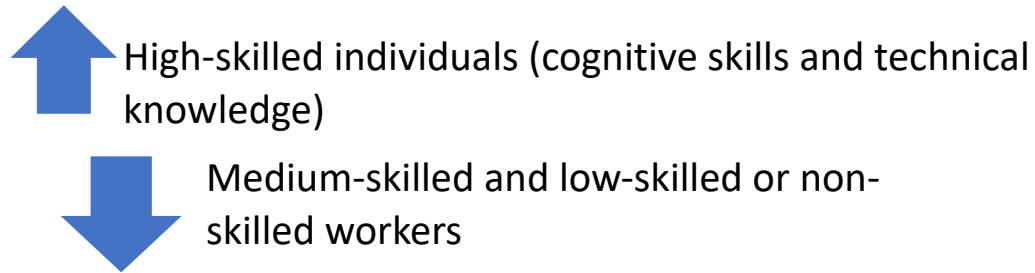 High-skilled individuals (cognitive skills and technical
knowledge)
Medium-skilled and low-skilled or non-
skilled workers